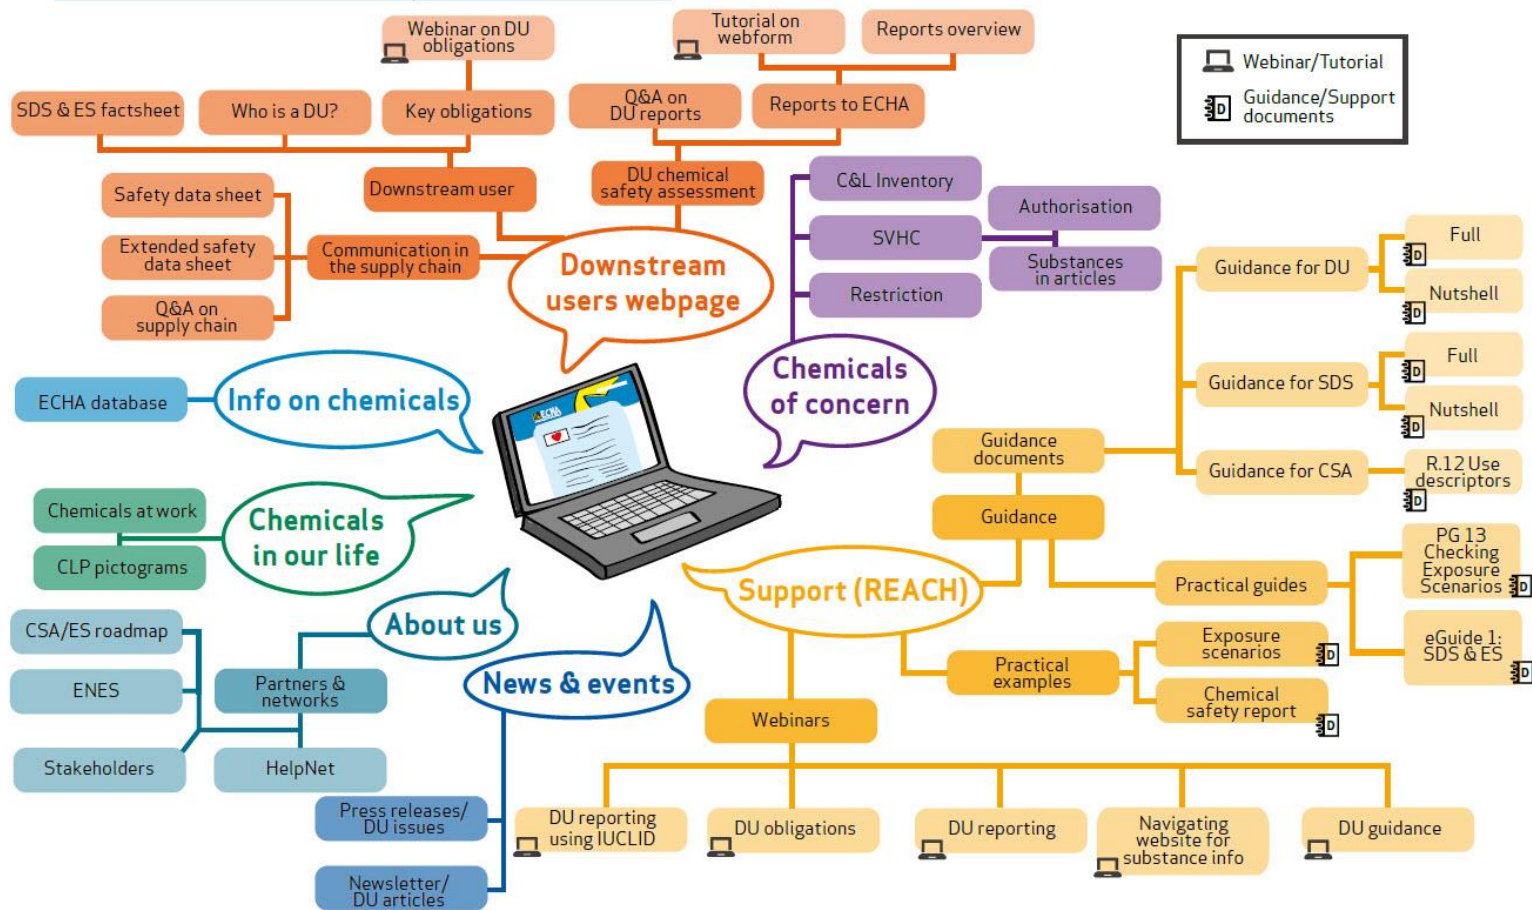 Webinar on DU
obligations
Tutorial on
webform
Reports overview
Webinar/Tutorial
Guidance/Support
documents
D
SDS & ES factsheet
Who is a DU?
Key obligations
Q&A on
DU reports
Reports to ECHA
Safety data sheet
Downstream user
DU chemical
safety assessment
Extended safety
data sheet
Communication in
the supply chain
Q&A on
supply chain
Downstream
users webpage
C&L Inventory
SVHC
Restriction
Authorisation
Substances
in articles
Chemicals
of concern
ECHA database
Info on chemicals
ECHA
Chemicals at work
CLP pictograms
Chemicals
in our life
CSA/ES roadmap
ENES
Stakeholders
Partners &
networks
HelpNet
About us
News & events
Press releases/
DU issues
Newsletter/
DU articles
Support (REACH)
Guidance
Guidance
documents
Guidance for DU
Full
D
Nutshell
D
Guidance for SDS
Full
D
Nutshell
D
Guidance for CSA
R.12 Use
descriptors
D
Practical guides
PG 13
Checking
Exposure
Scenarios
D
eGuide 1:
SDS & ES
D
Practical
examples
Exposure
scenarios
D
Chemical
safety report
D
Webinars
DU reporting
using IUCLID
DU obligations
DU reporting
Navigating
website for
substance info
DU guidance